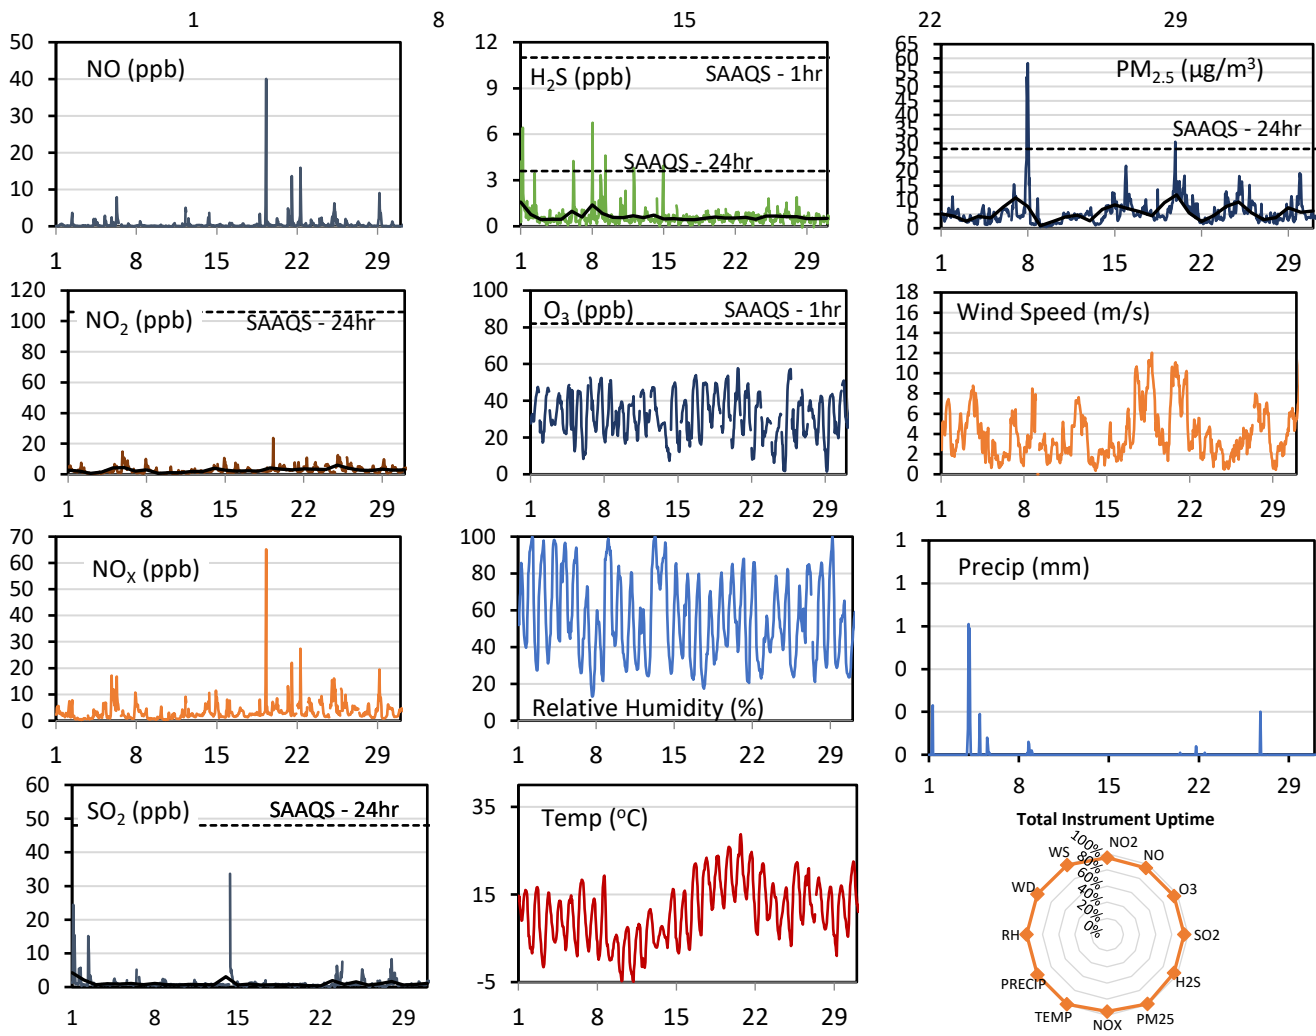 1 8 15 22 29
NO (ppb)
50
40
30
20
10
0
1 8 15 22 29
H₂S (ppb)
SAAQS - 1hr
SAAQS - 24hr
12
9
6
3
0
1 8 15 22 29
PM₂.₅ (µg/m³)
SAAQS - 24hr
65
60
55
50
45
40
35
30
25
20
15
10
5
0
1 8 15 22 29
NO₂ (ppb)
SAAQS - 24hr
120
100
80
60
40
20
0
1 8 15 22 29
O₃ (ppb)
SAAQS - 1hr
100
80
60
40
20
0
1 8 15 22 29
Wind Speed (m/s)
18
16
14
12
10
8
6
4
2
0
1 8 15 22 29
NOX (ppb)
70
60
50
40
30
20
10
0
1 8 15 22 29
100
80
60
40
20
0
Relative Humidity (%)
1 8 15 22 29
Precip (mm)
1
1
1
0
0
0
1 8 15 22 29
SO₂ (ppb)
SAAQS - 24hr
60
50
40
30
20
10
0
1 8 15 22 29
Temp (oC)
35
15
-5
1 8 15 22 29
Total Instrument Uptime
100%
80%
60%
40%
20%
0%
NO2
NO
O3
SO2
H2S
PM25
NOX
TEMP
PRECIP
RH
WD
WS